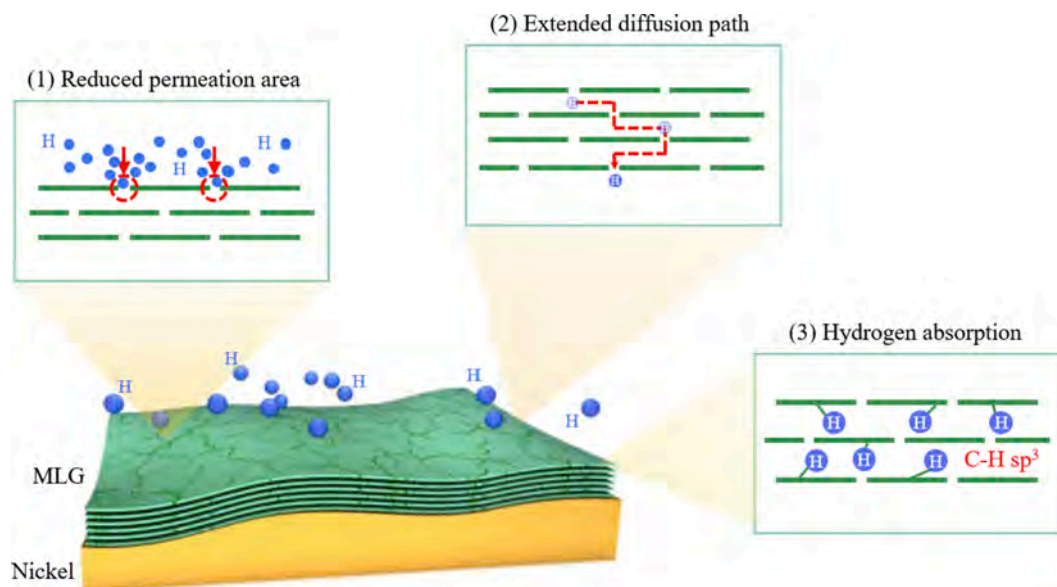 (2) Extended diffusion path
(1) Reduced permeation area
H
H
H
H
H
H
(3) Hydrogen absorption
H
H
H
H
H
H
H
H
H
H
H
H
C-H sp³
MLG
Nickel